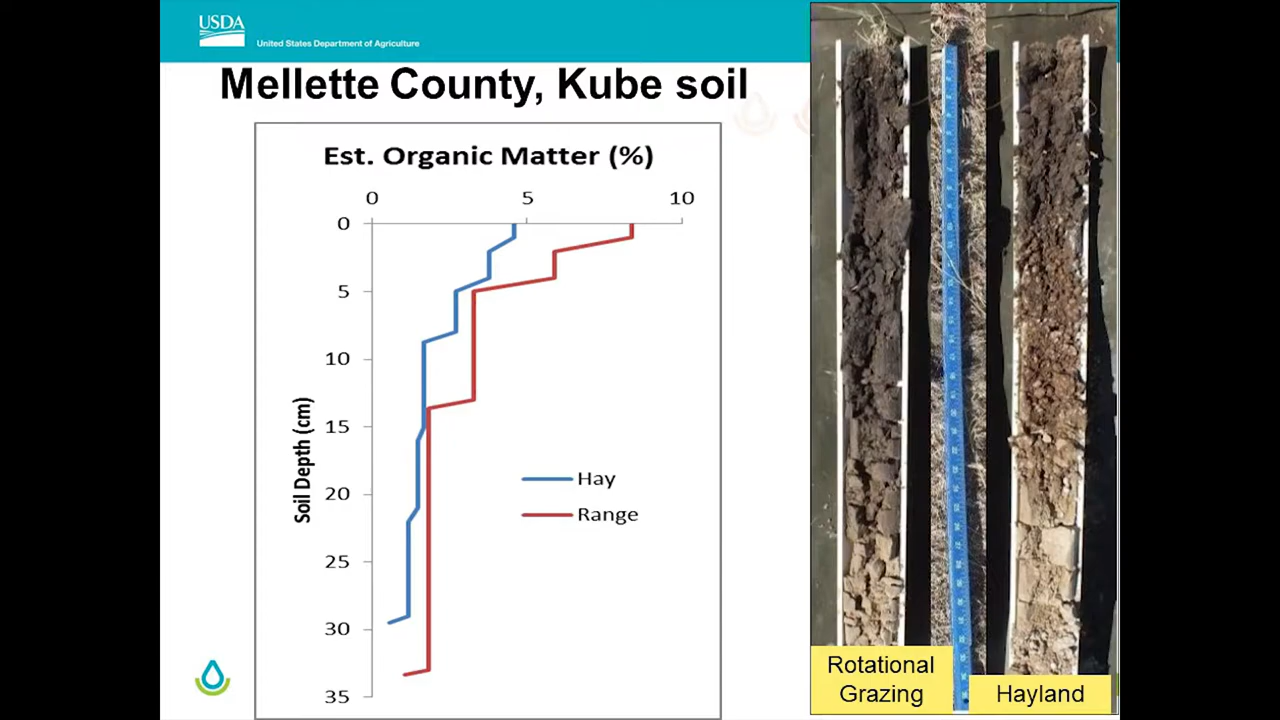 USDA
United States Department of Agriculture
Mellette County, Kube soil
Est. Organic Matter (%)
0 5 10
0
5
10
15
20
25
30
35
Soil Depth (cm)
Hay
Range
Rotational
Grazing
Hayland